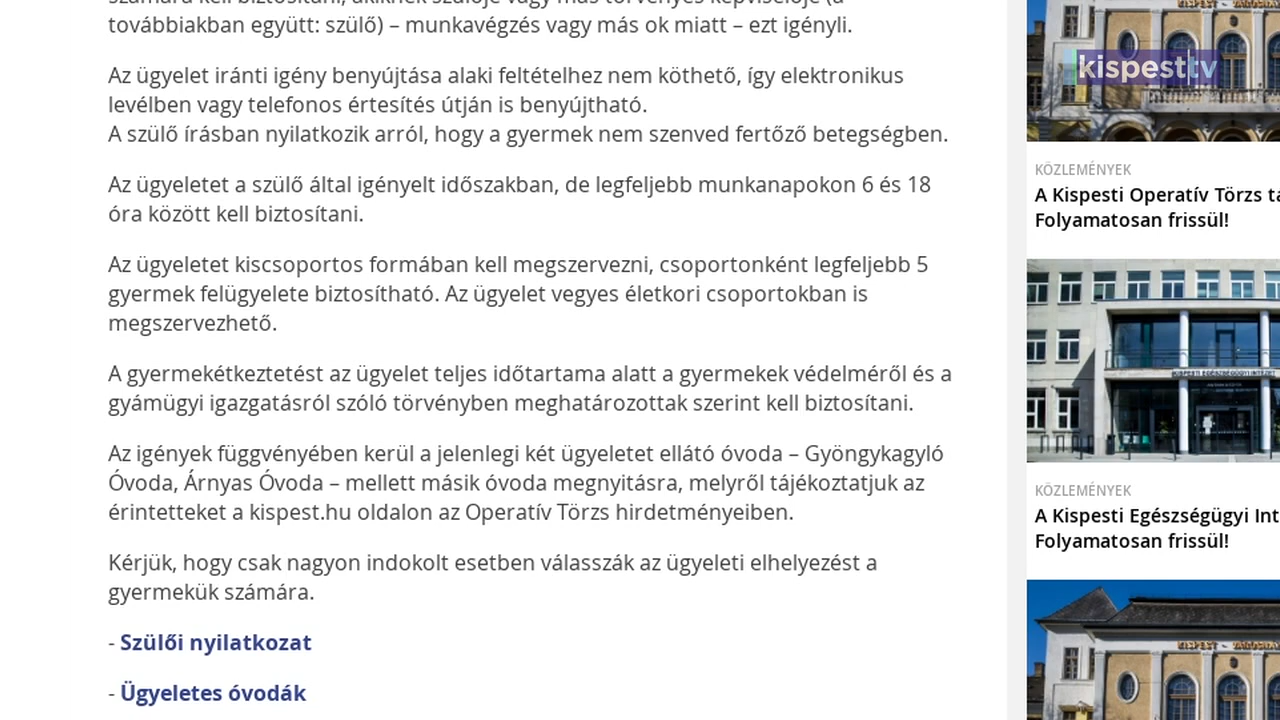 továbbiakban együtt: szülő) – munkavégzés vagy más ok miatt – ezt igényli.
Az ügyelet iránti igény benyújtása alaki feltételhez nem köthető, így elektronikus
levélben vagy telefonos értesítés útján is benyújtható.
A szülő írásban nyilatkozik arról, hogy a gyermek nem szenved fertőző betegségben.
Az ügyeletet a szülő által igényelt időszakban, de legfeljebb munkanapokon 6 és 18
óra között kell biztosítani.
Az ügyeletet kiscsoportos formában kell megszervezni, csoportonként legfeljebb 5
gyermek felügyelete biztosítható. Az ügyelet vegyes életkori csoportokban is
megszervezhető.
A gyermekétkeztetést az ügyelet teljes időtartama alatt a gyermekek védelméről és a
gyámügyi igazgatásról szóló törvényben meghatározottak szerint kell biztosítani.
Az igények függvényében kerül a jelenlegi két ügyeletet ellátó óvoda – Gyöngykagyló
Óvoda, Árnyas Óvoda – mellett másik óvoda megnyitásra, melyről tájékoztatjuk az
érintetteket a kispest.hu oldalon az Operatív Törzs hirdetményeiben.
Kérjük, hogy csak nagyon indokolt esetben válasszák az ügyeleti elhelyezést a
gyermekük számára.
- Szülői nyilatkozat
- Ügyeletes óvodák
kispest tv
KÖZLEMÉNYEK
A Kispesti Operatív Törzs
Folyamatosan frissül!
KISPESTI EGÉSZSÉGÜGYI INTÉZET
KÖZLEMÉNYEK
A Kispesti Egészségügyi Int
Folyamatosan frissül!